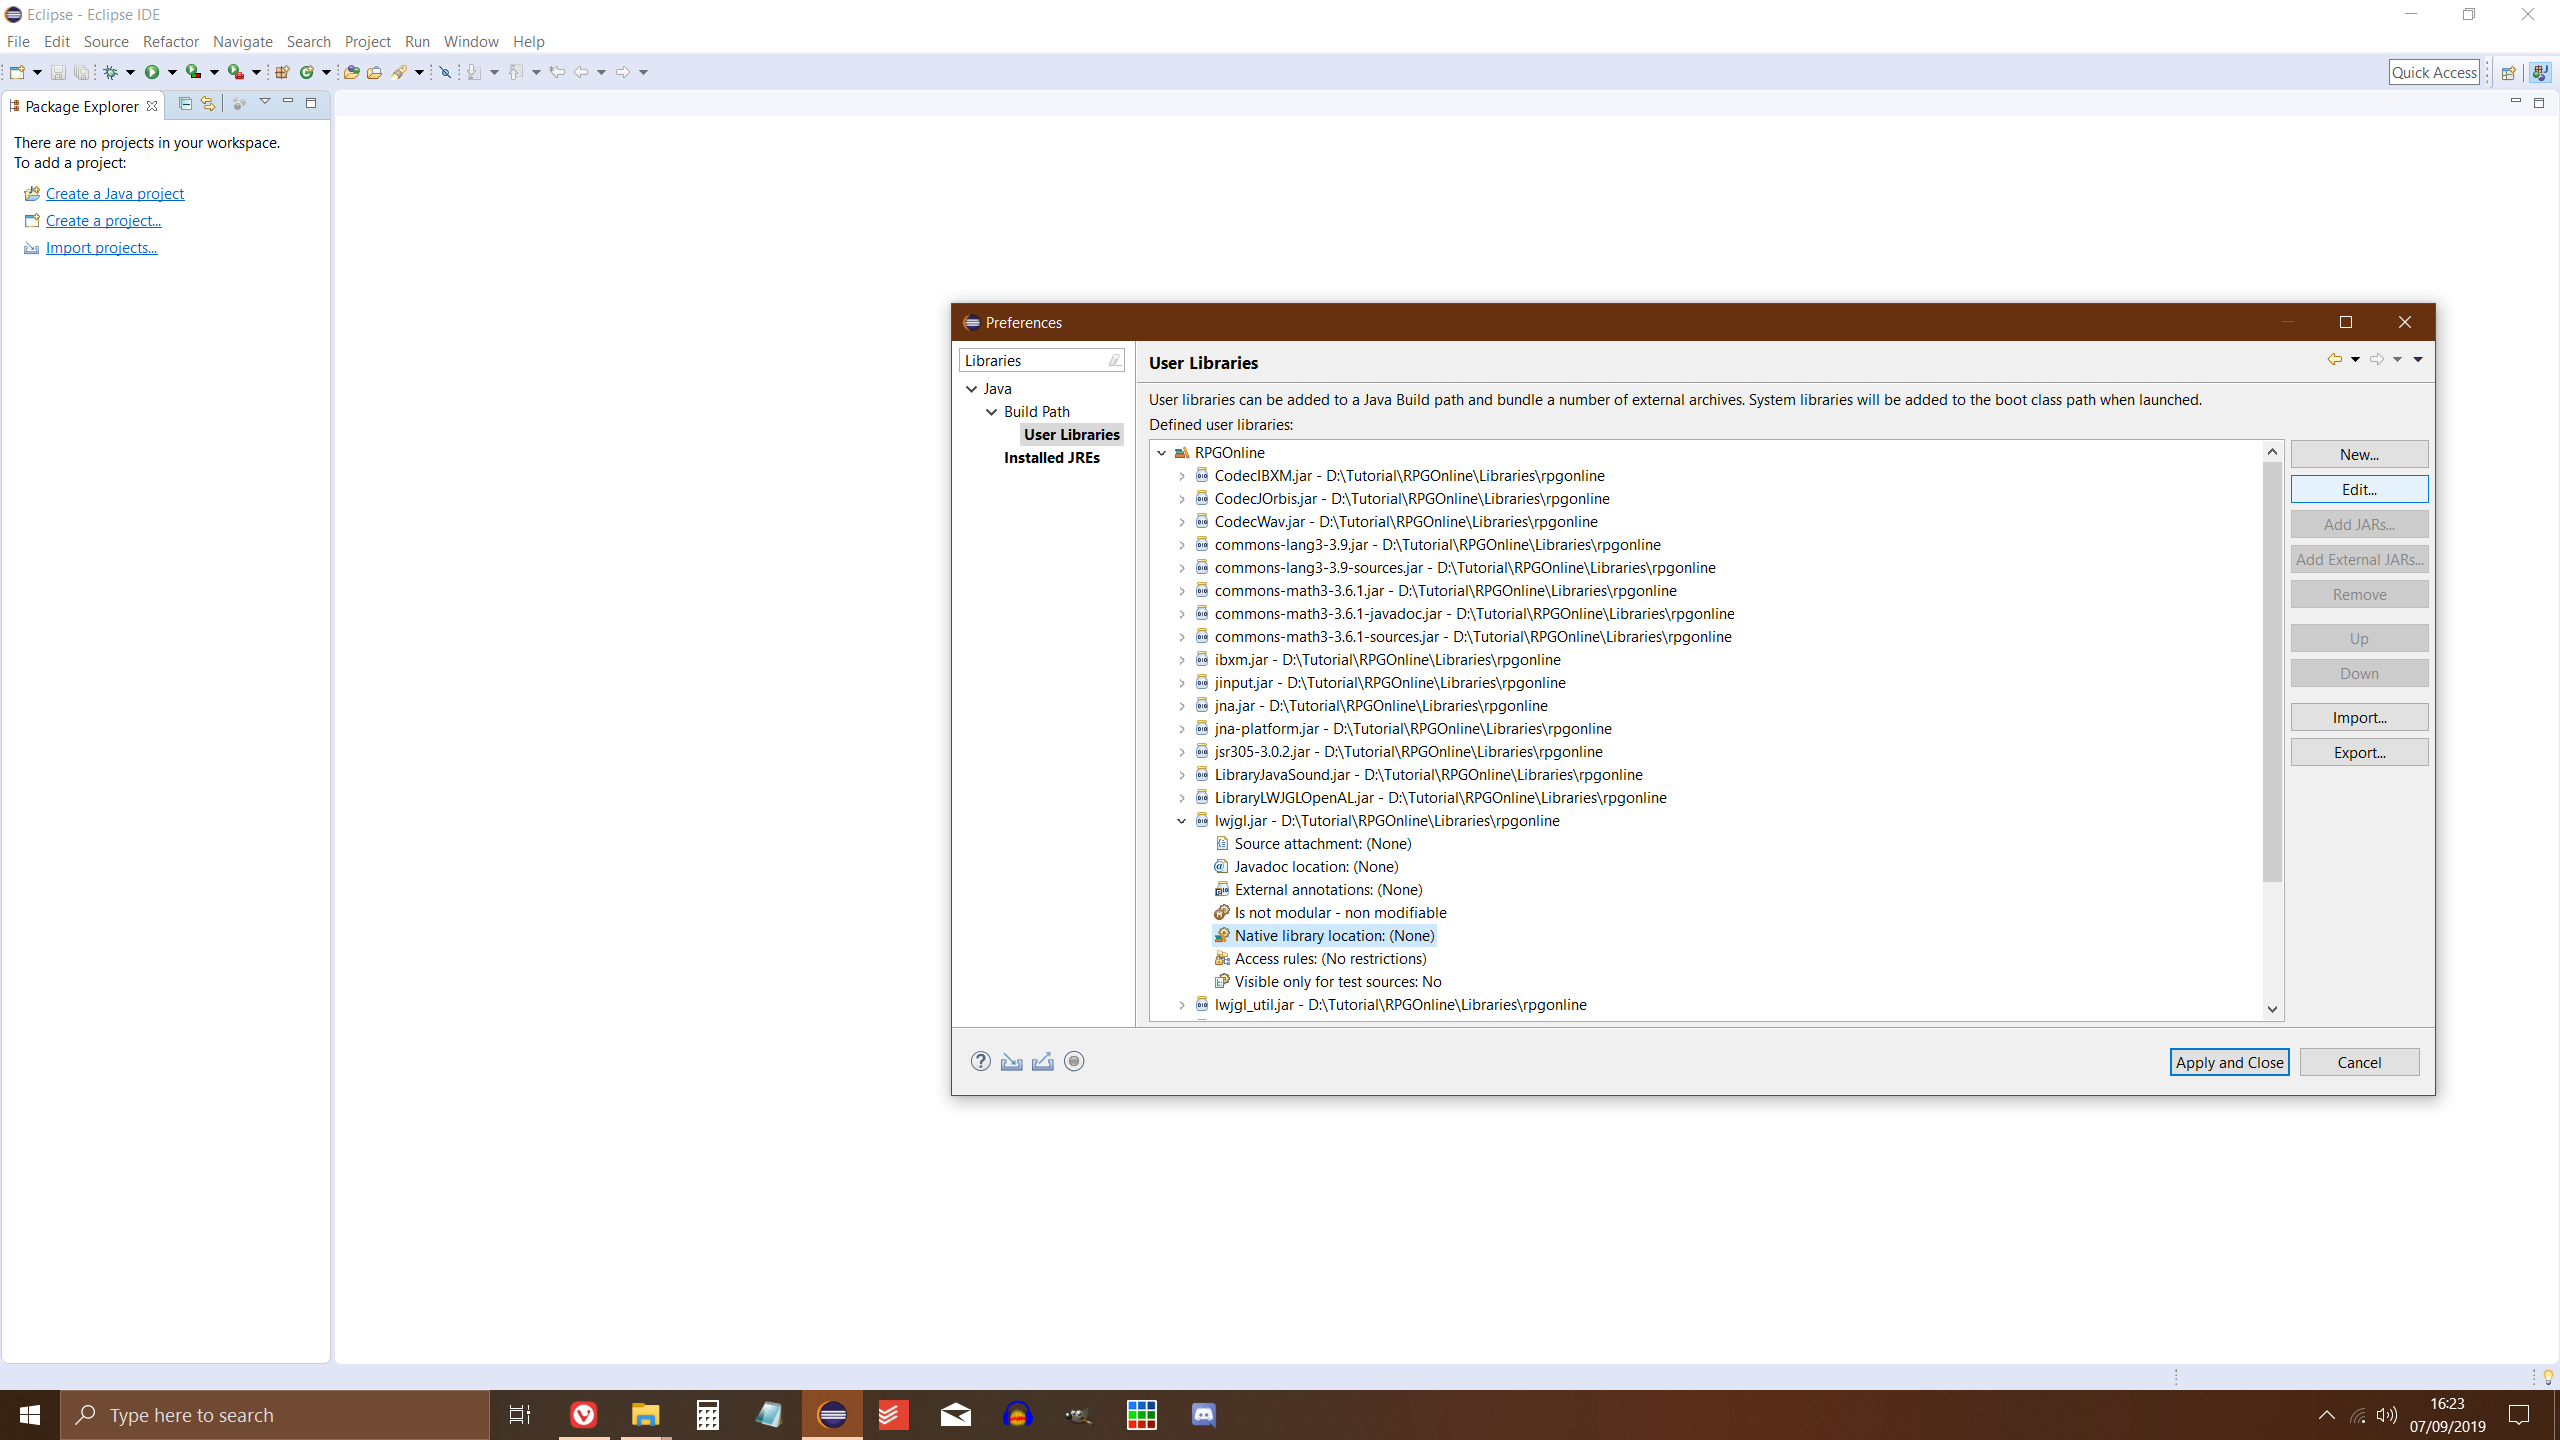 Eclipse - Eclipse IDE
File Edit Source Refactor Navigate Search Project Run Window Help
Quick Access
Package Explorer
There are no projects in your workspace.
To add a project:
Create a Java project
Create a project...
Import projects...
Preferences
Libraries
Java
Build Path
User Libraries
Installed JREs
User Libraries
User libraries can be added to a Java Build path and bundle a number of external archives. System libraries will be added to the boot class path when launched.
Defined user libraries:
RPGOnline
CodecIBXM.jar - D:\Tutorial\RPGOnline\Libraries\rpgonline
CodecJOrbis.jar - D:\Tutorial\RPGOnline\Libraries\rpgonline
CodecWav.jar - D:\Tutorial\RPGOnline\Libraries\rpgonline
commons-lang3-3.9.jar - D:\Tutorial\RPGOnline\Libraries\rpgonline
commons-lang3-3.9-sources.jar - D:\Tutorial\RPGOnline\Libraries\rpgonline
commons-math3-3.6.1.jar - D:\Tutorial\RPGOnline\Libraries\rpgonline
commons-math3-3.6.1-javadoc.jar - D:\Tutorial\RPGOnline\Libraries\rpgonline
commons-math3-3.6.1-sources.jar - D:\Tutorial\RPGOnline\Libraries\rpgonline
ibxm.jar - D:\Tutorial\RPGOnline\Libraries\rpgonline
jinput.jar - D:\Tutorial\RPGOnline\Libraries\rpgonline
jna.jar - D:\Tutorial\RPGOnline\Libraries\rpgonline
jna-platform.jar - D:\Tutorial\RPGOnline\Libraries\rpgonline
jsr305-3.0.2.jar - D:\Tutorial\RPGOnline\Libraries\rpgonline
LibraryJavaSound.jar - D:\Tutorial\RPGOnline\Libraries\rpgonline
LibraryLWJGLOpenAL.jar - D:\Tutorial\RPGOnline\Libraries\rpgonline
lwjgl.jar - D:\Tutorial\RPGOnline\Libraries\rpgonline
Source attachment: (None)
Javadoc location: (None)
External annotations: (None)
Is not modular - non modifiable
Native library location: (None)
Access rules: (No restrictions)
Visible only for test sources: No
lwjgl_util.jar - D:\Tutorial\RPGOnline\Libraries\rpgonline
New...
Edit...
Add JARs...
Add External JARs...
Remove
Up
Down
Import...
Export...
Apply and Close
Cancel
Type here to search
16:23
07/09/2019